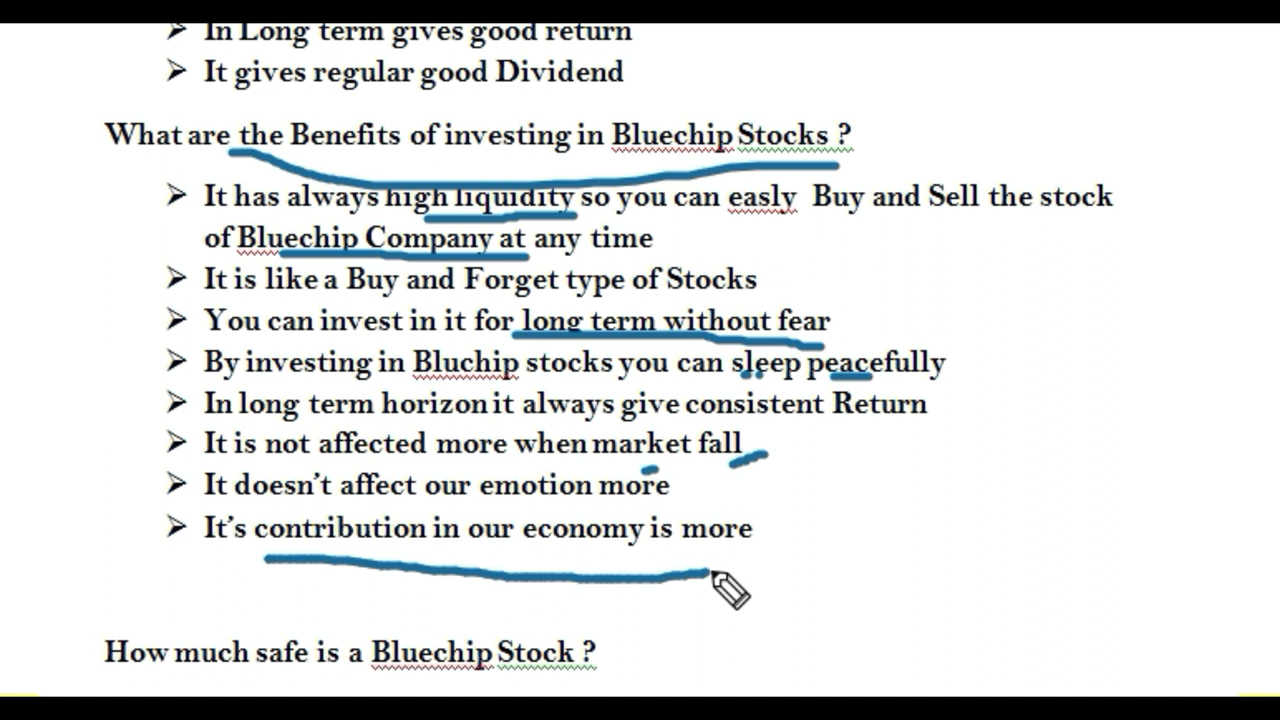 In Long term gives good return
It gives regular good Dividend
What are the Benefits of investing in Bluechip Stocks ?
It has always high liquidity so you can easly Buy and Sell the stock
of Bluechip Company at any time
It is like a Buy and Forget type of Stocks
You can invest in it for long term without fear
By investing in Bluchip stocks you can sleep peacefully
In long term horizon it always give consistent Return
It is not affected more when market fall
It doesn't affect our emotion more
It's contribution in our economy is more
How much safe is a Bluechip Stock ?